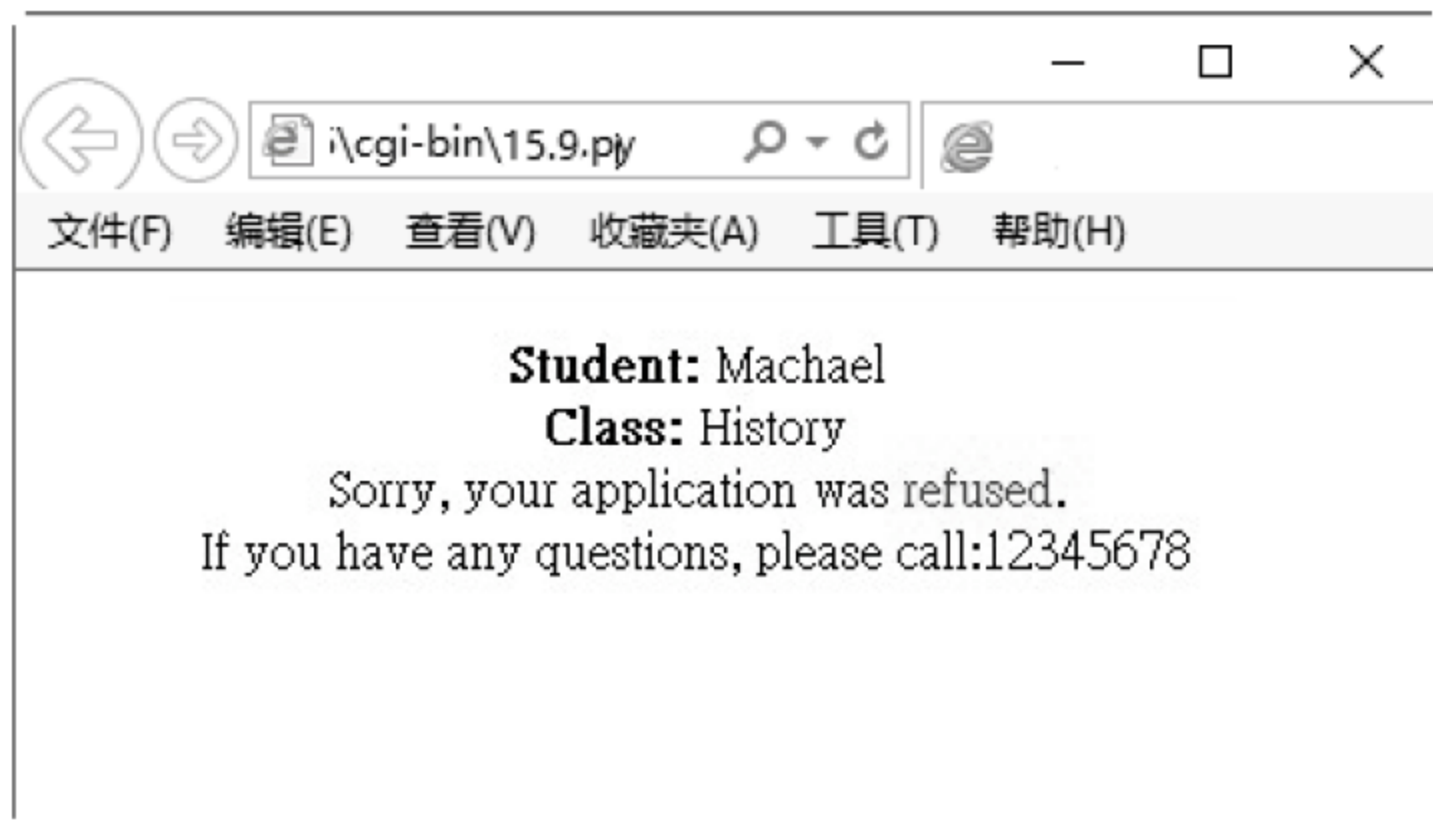 i\cgi-bin\15.9.py
文件(F) 编辑(E) 查看(V) 收藏夹(A) 工具(T) 帮助(H)
Student: Machael
Class: History
Sorry, your application was refused.
If you have any questions, please call:12345678